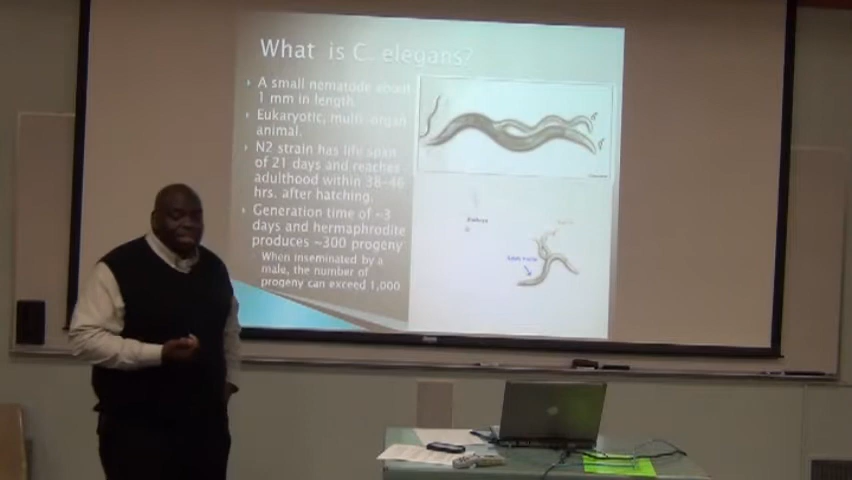 What is C. elegans?
A small nematode about
1 mm in length
Eukaryotic, multi-organ
animal.
N2 strain has life span
of 21 days and reaches
adulthood within 38-46
hrs. after hatching.
Generation time of ~3
days and hermaphrodite
produces ~300 progeny
When inseminated by a
male, the number of
progeny can exceed 1,000